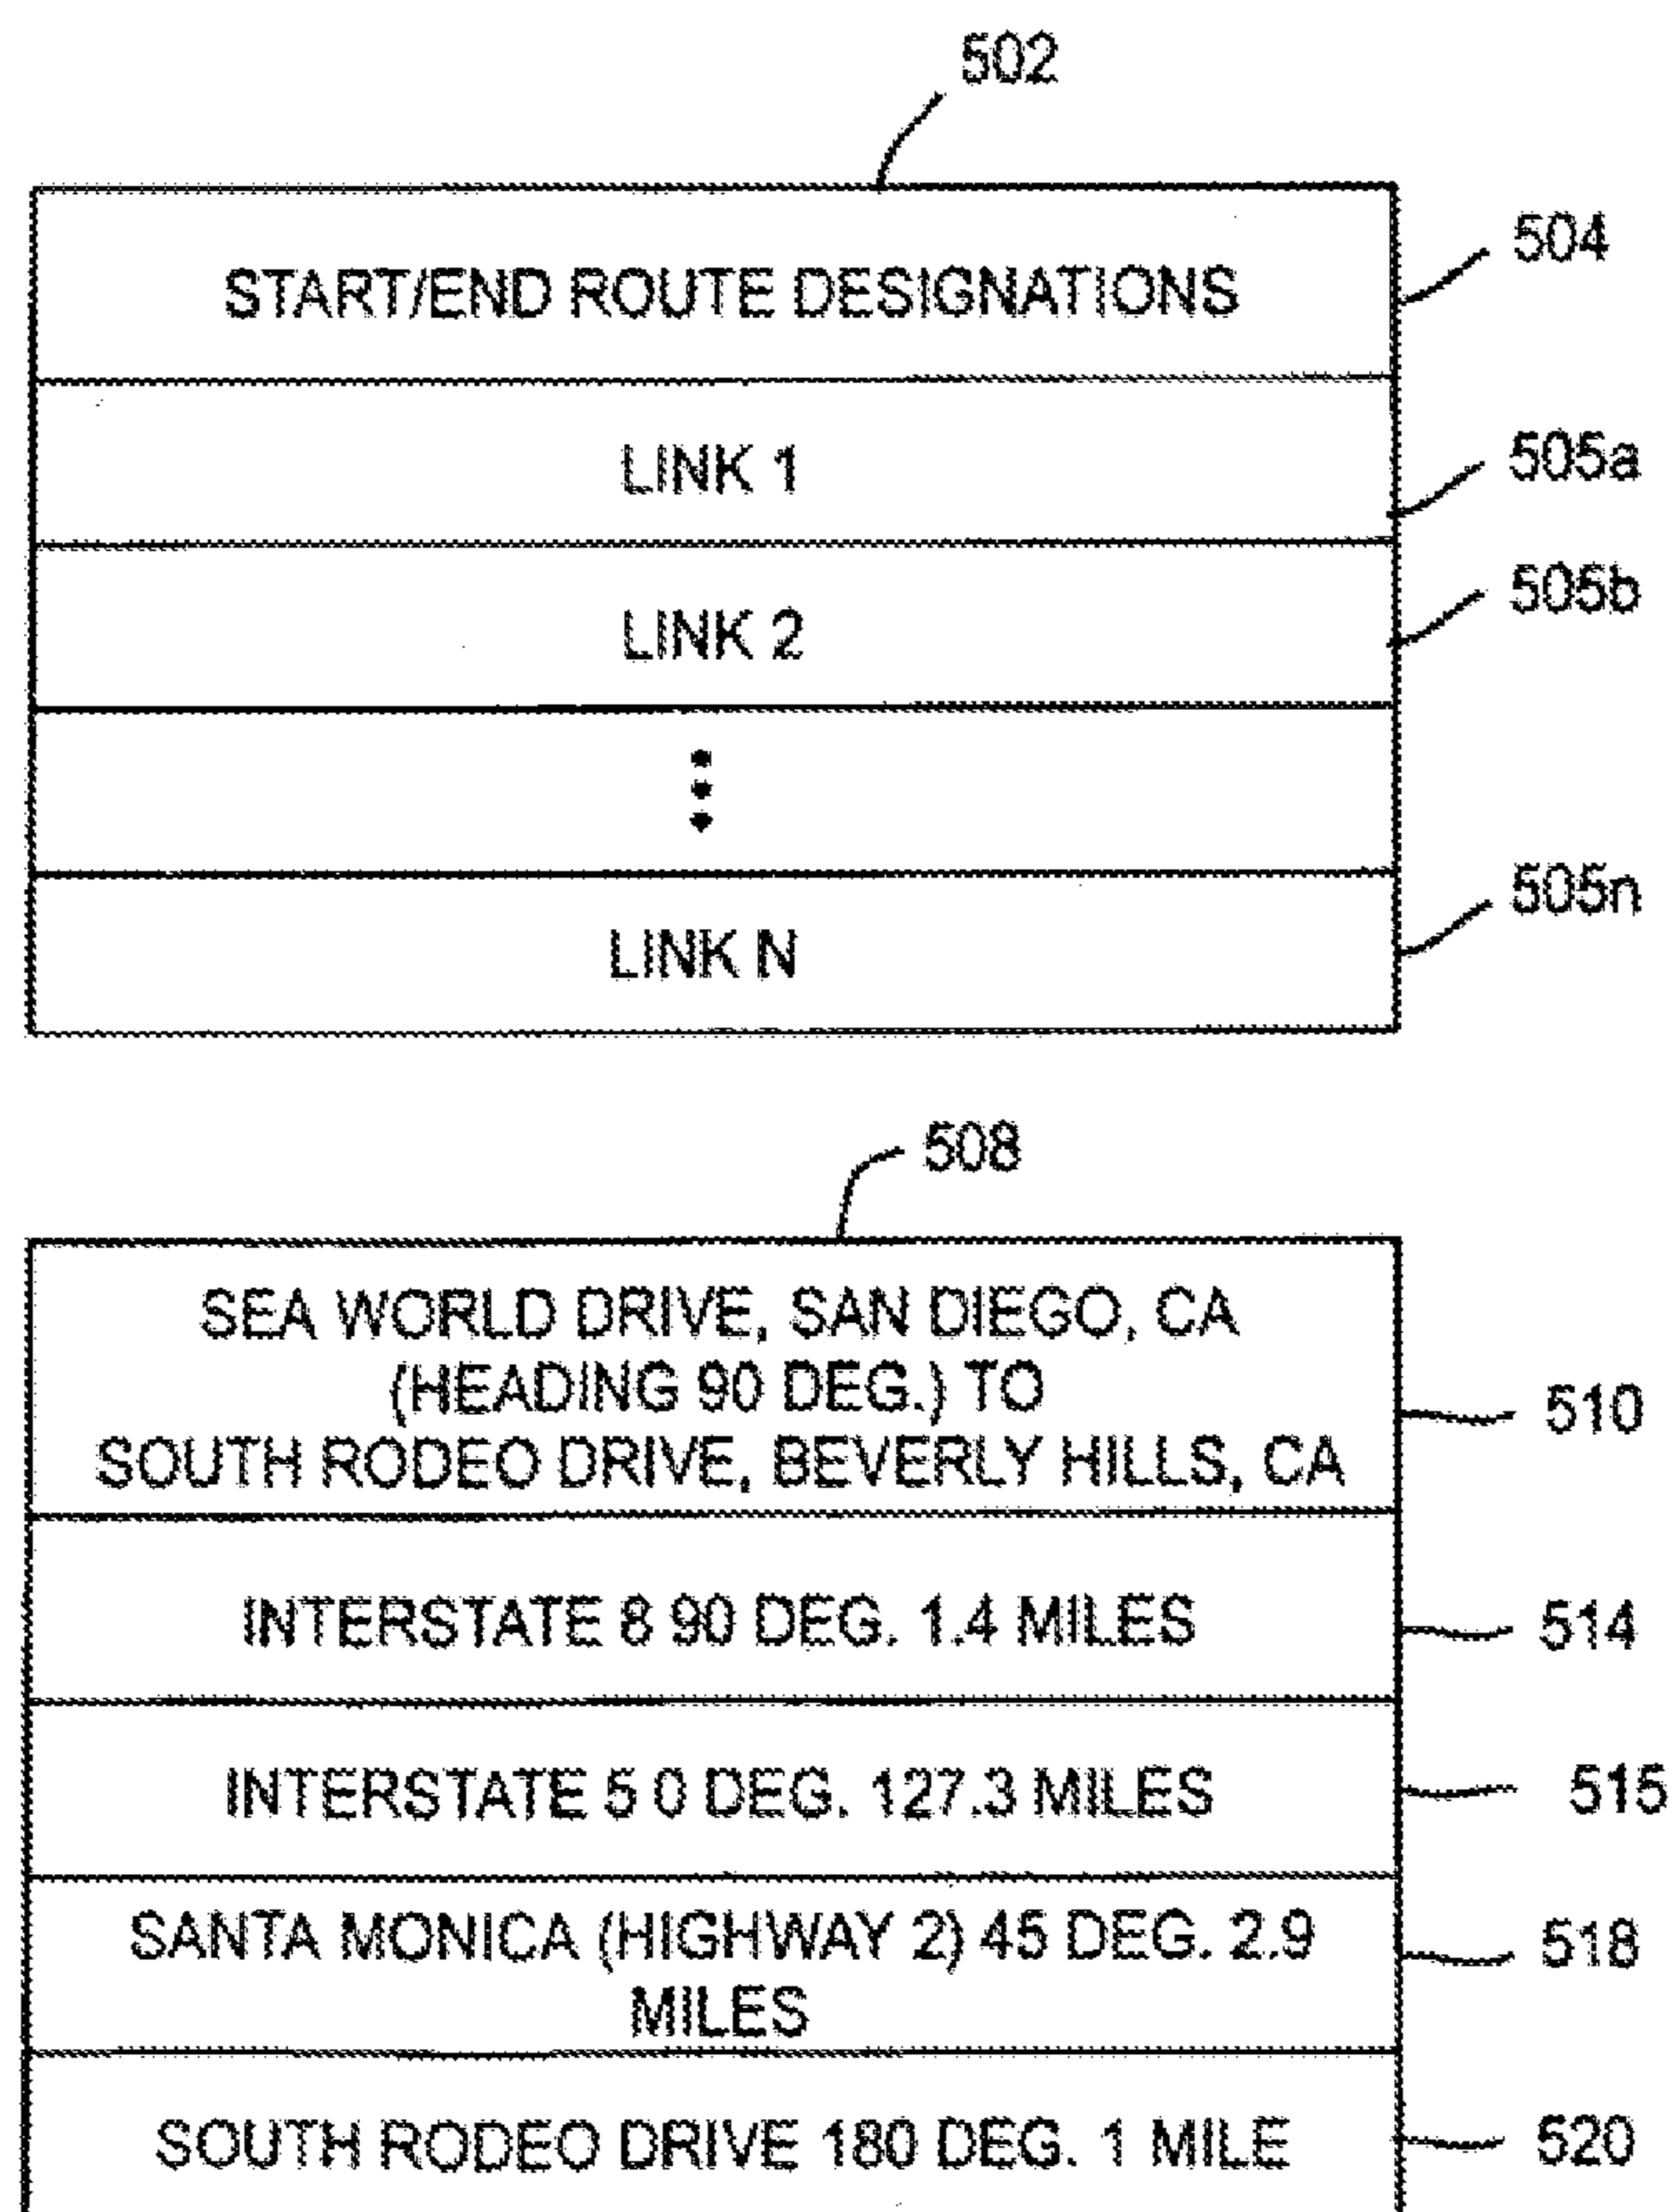 502
504
START/END ROUTE DESIGNATIONS
505a
LINK 1
505b
LINK 2
505n
LINK N
508
SEA WORLD DRIVE, SAN DIEGO, CA
(HEADING 90 DEG.) TO
510
SOUTH RODEO DRIVE, BEVERLY HILLS, CA
INTERSTATE 8 90 DEG. 1.4 MILES
514
INTERSTATE 5 0 DEG. 127.3 MILES
515
SANTA MONICA (HIGHWAY 2) 45 DEG. 2.9
MILES
518
SOUTH RODEO DRIVE 180 DEG. 1 MILE
520